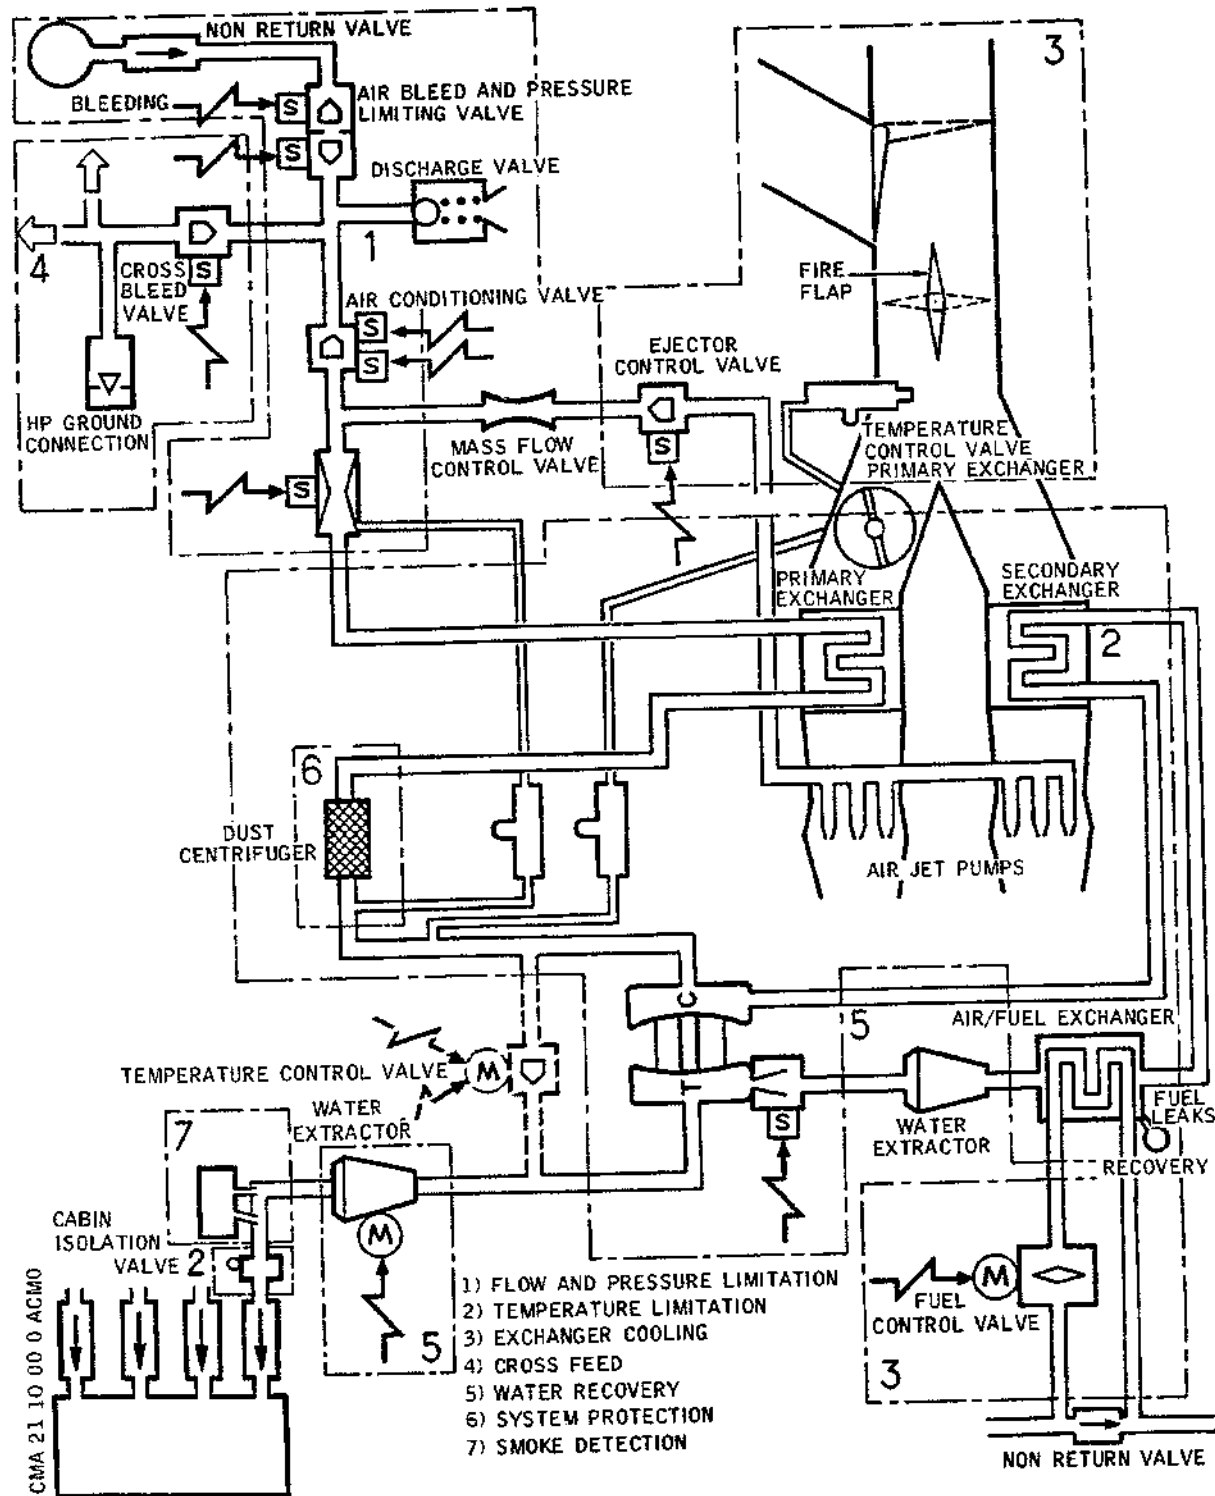 NON RETURN VALVE
3
BLEEDING
S
AIR BLEED AND PRESSURE
LIMITING VALVE
S
DISCHARGE VALVE
1
4
CROSS
BLEED
VALVE
S
FIRE
FLAP
AIR CONDITIONING VALVE
S
S
EJECTOR
CONTROL VALVE
HP GROUND
CONNECTION
MASS FLOW
CONTROL VALVE
S
TEMPERATURE
CONTROL VALVE
PRIMARY EXCHANGER
S
PRIMARY
EXCHANGER
SECONDARY
EXCHANGER
2
6
DUST
CENTRIFUGER
AIR JET PUMPS
5
AIR/FUEL EXCHANGER
TEMPERATURE CONTROL VALVE
M
WATER
EXTRACTOR
S
WATER
EXTRACTOR
FUEL
LEAKS
RECOVERY
7
CABIN
ISOLATION
VALVE
2
M
5
1) FLOW AND PRESSURE LIMITATION
2) TEMPERATURE LIMITATION
3) EXCHANGER COOLING
4) CROSS FEED
5) WATER RECOVERY
6) SYSTEM PROTECTION
7) SMOKE DETECTION
M
FUEL
CONTROL VALVE
3
NON RETURN VALVE
CMA 21 10 00 0 ACMO